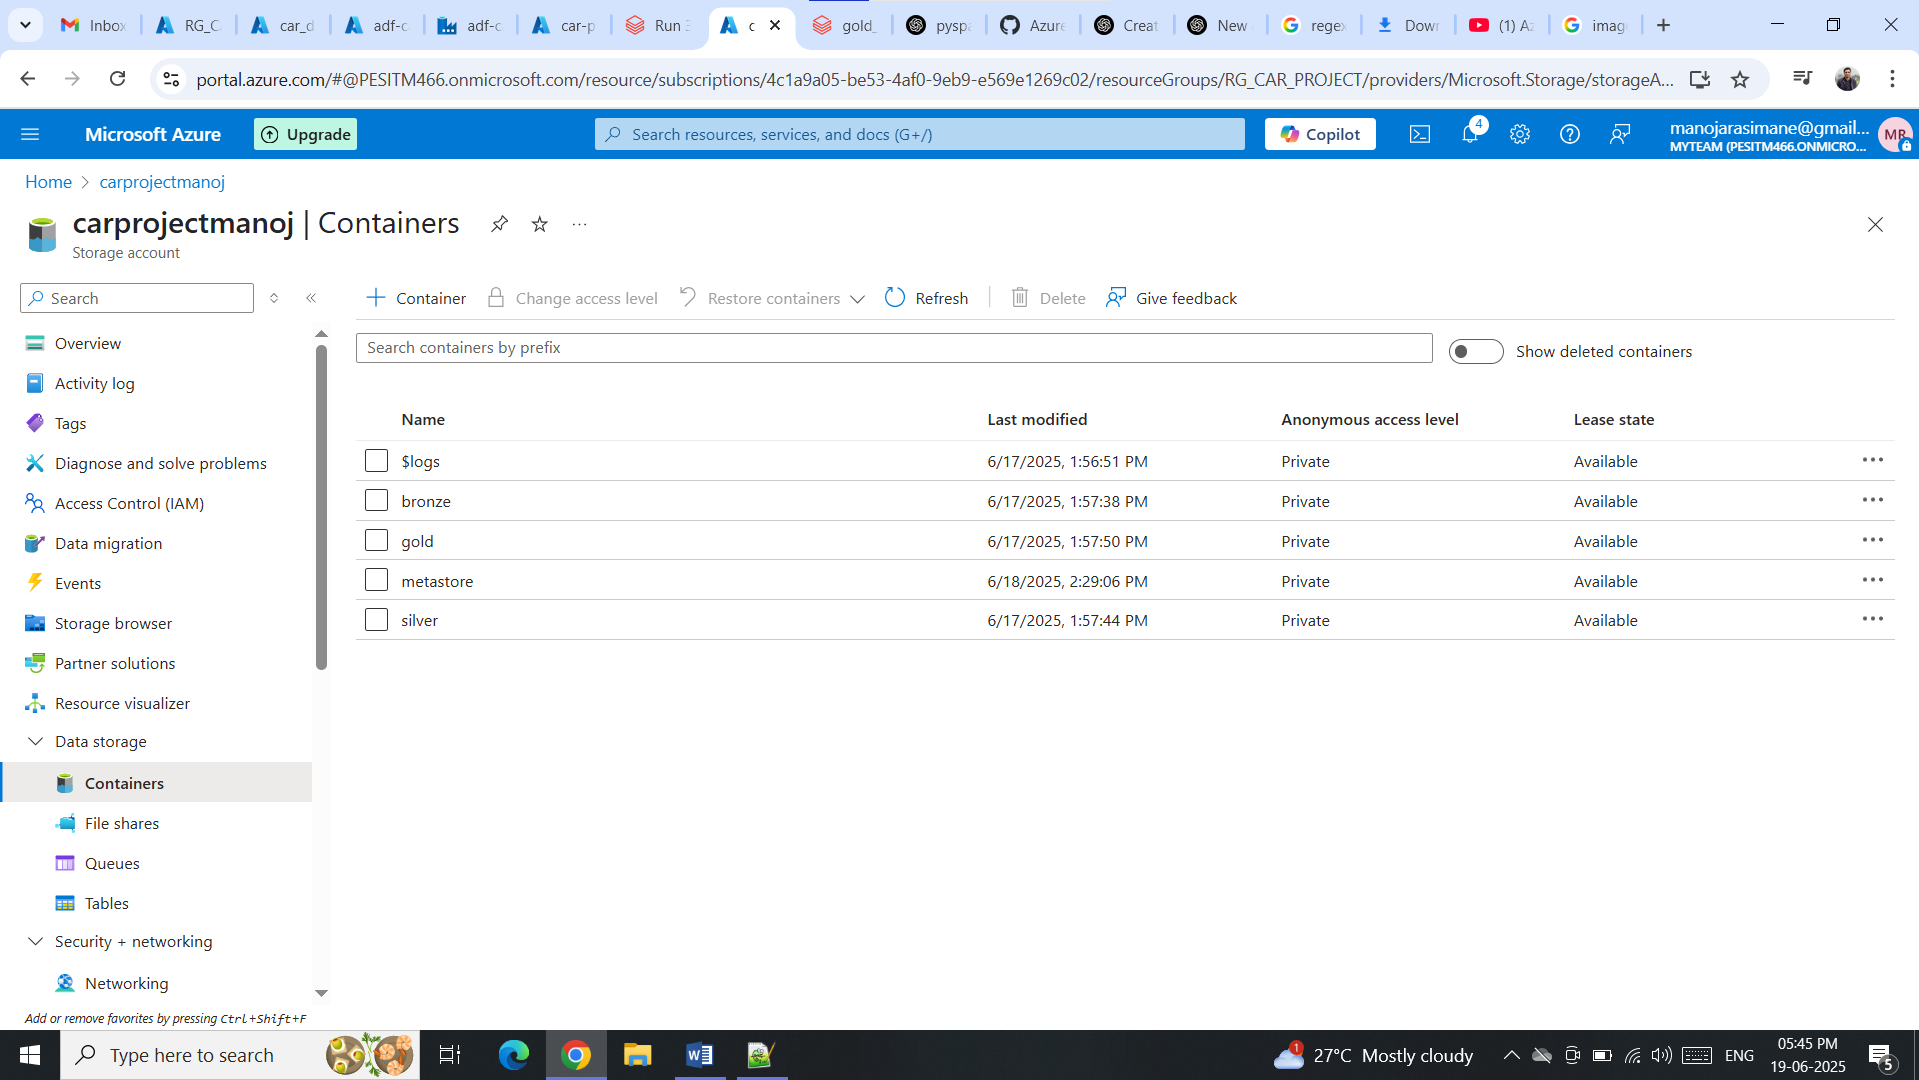 Inbox
RG_C
car_d
adf-c
adf-c
car-p
Run 3
c
gold_
pyspa
Azure
Creat
New
regex
Down
(1) Az
imag
portal.azure.com/#@PESITM466.onmicrosoft.com/resource/subscriptions/4c1a9a05-be53-4af0-9eb9-e569e1269c02/resourceGroups/RG_CAR_PROJECT/providers/Microsoft.Storage/storageA...
Microsoft Azure
Upgrade
Search resources, services, and docs (G+/)
Copilot
4
manojarasimane@gmail...
MYTEAM (PESITM466.ONMICRO...
MR
Home > carprojectmanoj
carprojectmanoj | Containers
Storage account
Search
Container
Change access level
Restore containers
Refresh
Delete
Give feedback
Search containers by prefix
Show deleted containers
Overview
Activity log
Tags
Diagnose and solve problems
Access Control (IAM)
Data migration
Events
Storage browser
Partner solutions
Resource visualizer
Data storage
Containers
File shares
Queues
Tables
Security + networking
Networking
Add or remove favorites by pressing Ctrl+Shift+F
Name Last modified Anonymous access level Lease state
$logs 6/17/2025, 1:56:51 PM Private Available
bronze 6/17/2025, 1:57:38 PM Private Available
gold 6/17/2025, 1:57:50 PM Private Available
metastore 6/18/2025, 2:29:06 PM Private Available
silver 6/17/2025, 1:57:44 PM Private Available
Type here to search
1
27°C Mostly cloudy
ENG
05:45 PM
19-06-2025
5